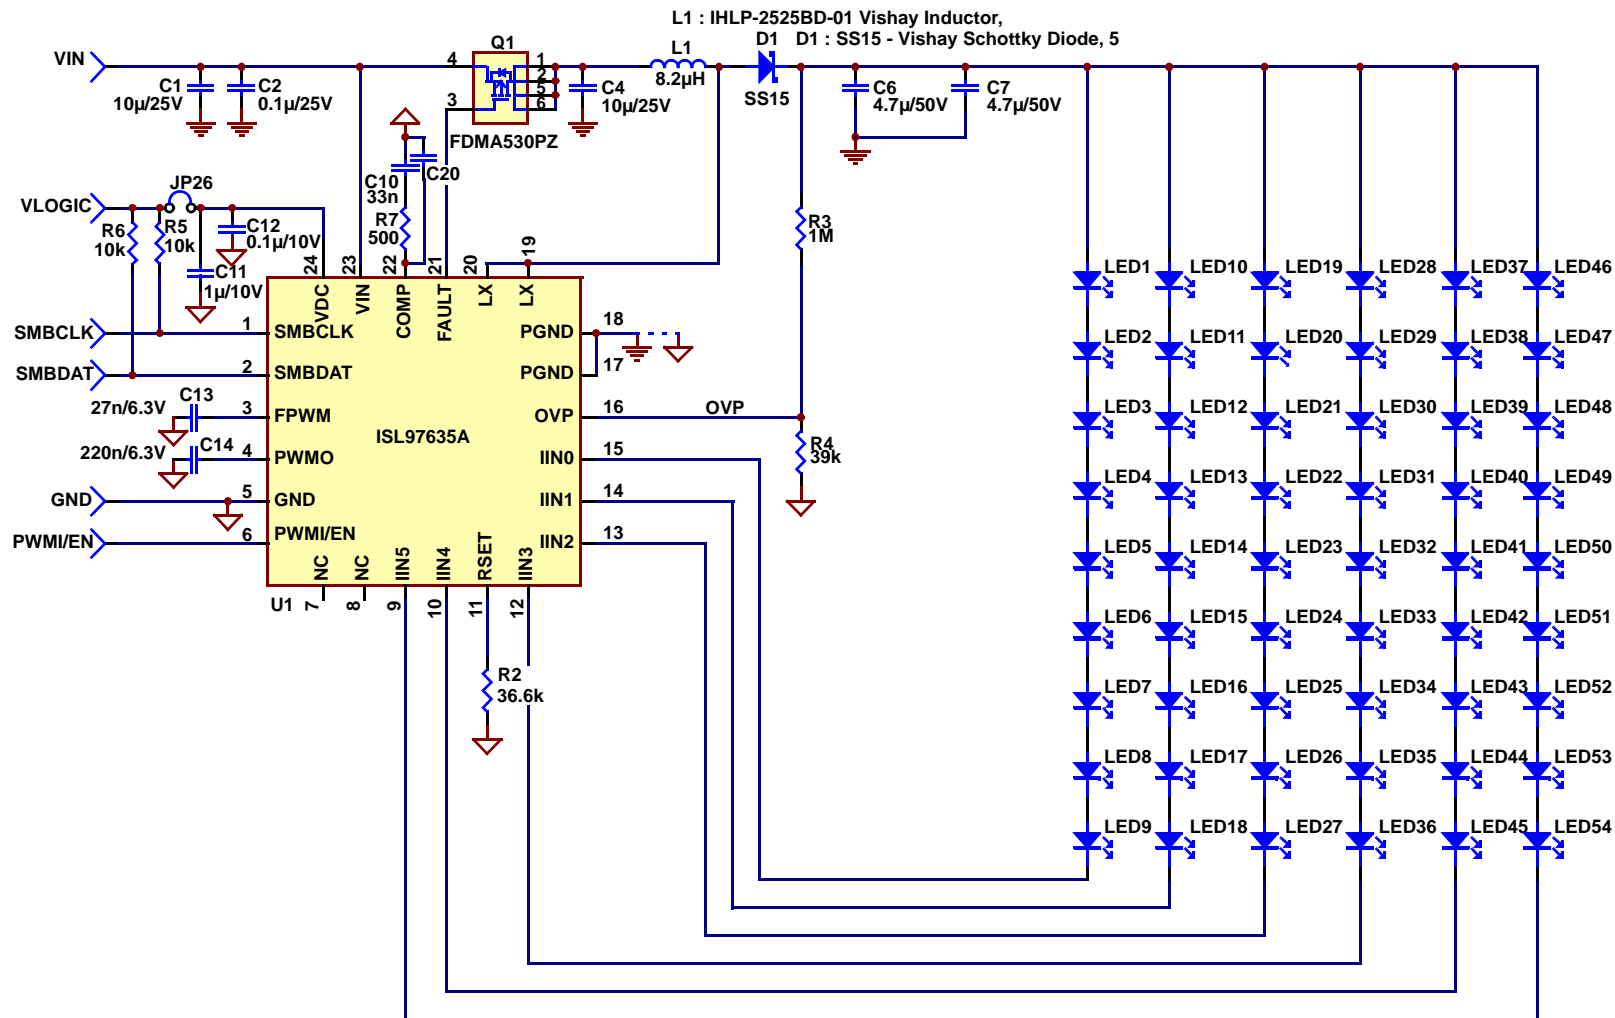 L1 : IHLP-2525BD-01 Vishay Inductor,
D1 : SS15 - Vishay Schottky Diode, 5
VIN
C1
10µ/25V
C2
0.1µ/25V
Q1
4
3
1
2
5
6
FDMA530PZ
C4
10µ/25V
L1
8.2µH
D1
SS15
C6
4.7µ/50V
C7
4.7µ/50V
C10
33n
C20
R7
500
VLOGIC
JP26
R6
10k
R5
10k
C12
0.1µ/10V
C11
1µ/10V
R3
1M
24
23
22
21
20
19
VDC
VIN
COMP
FAULT
LX
LX
SMBCLK
1
SMBCLK
PGND
18
SMBDAT
2
SMBDAT
PGND
17
27n/6.3V
C13
3
FPWM
OVP
16
OVP
ISL97635A
220n/6.3V
C14
4
PWMO
IIN0
15
R4
39k
GND
5
GND
IIN1
14
PWMI/EN
6
PWMI/EN
IIN2
13
NC
NC
IIN5
IIN4
RSET
IIN3
U1
7
8
9
10
11
12
R2
36.6k
LED1
LED10
LED19
LED28
LED37
LED46
LED2
LED11
LED20
LED29
LED38
LED47
LED3
LED12
LED21
LED30
LED39
LED48
LED4
LED13
LED22
LED31
LED40
LED49
LED5
LED14
LED23
LED32
LED41
LED50
LED6
LED15
LED24
LED33
LED42
LED51
LED7
LED16
LED25
LED34
LED43
LED52
LED8
LED17
LED26
LED35
LED44
LED53
LED9
LED18
LED27
LED36
LED45
LED54